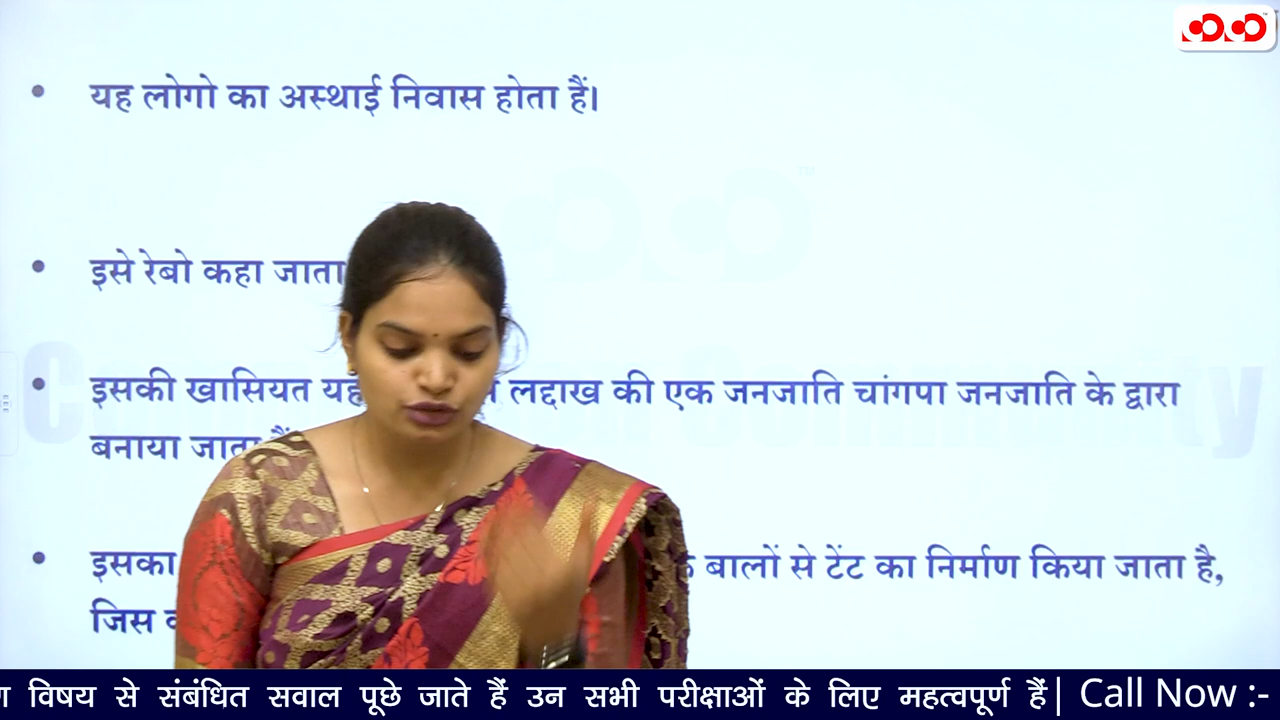 यह लोगो का अस्थाई निवास होता हैं।
इसे रेबो कहा जाता
इसकी खासियत लद्दाख की एक जनजाति चांगपा जनजाति के द्वारा
बनाया जाता
इसका बालों से टेंट का निर्माण किया जाता है,
जिस
विषय से संबंधित सवाल पूछे जाते हैं उन सभी परीक्षाओं के लिए महत्वपूर्ण हैं| Call Now :-